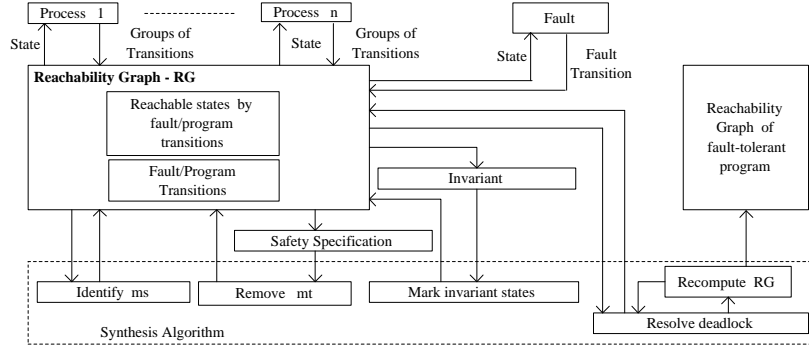 Process 1
Process n
Fault
State
Groups of
Transitions
State
Groups of
Transitions
State
Fault
Transition
Reachability Graph - RG
Reachable states by
fault/program
transitions
Fault/Program
Transitions
Invariant
Reachability
Graph of
fault-tolerant
program
Safety Specification
Identify ms
Remove mt
Mark invariant states
Recompute RG
Resolve deadlock
Synthesis Algorithm